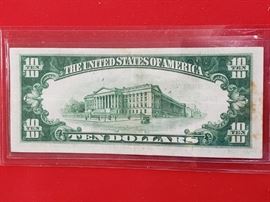 10 10
TEN TEN
THE UNITED STATES OF AMERICA
10 10
TEN TEN
TEN DOLLARS